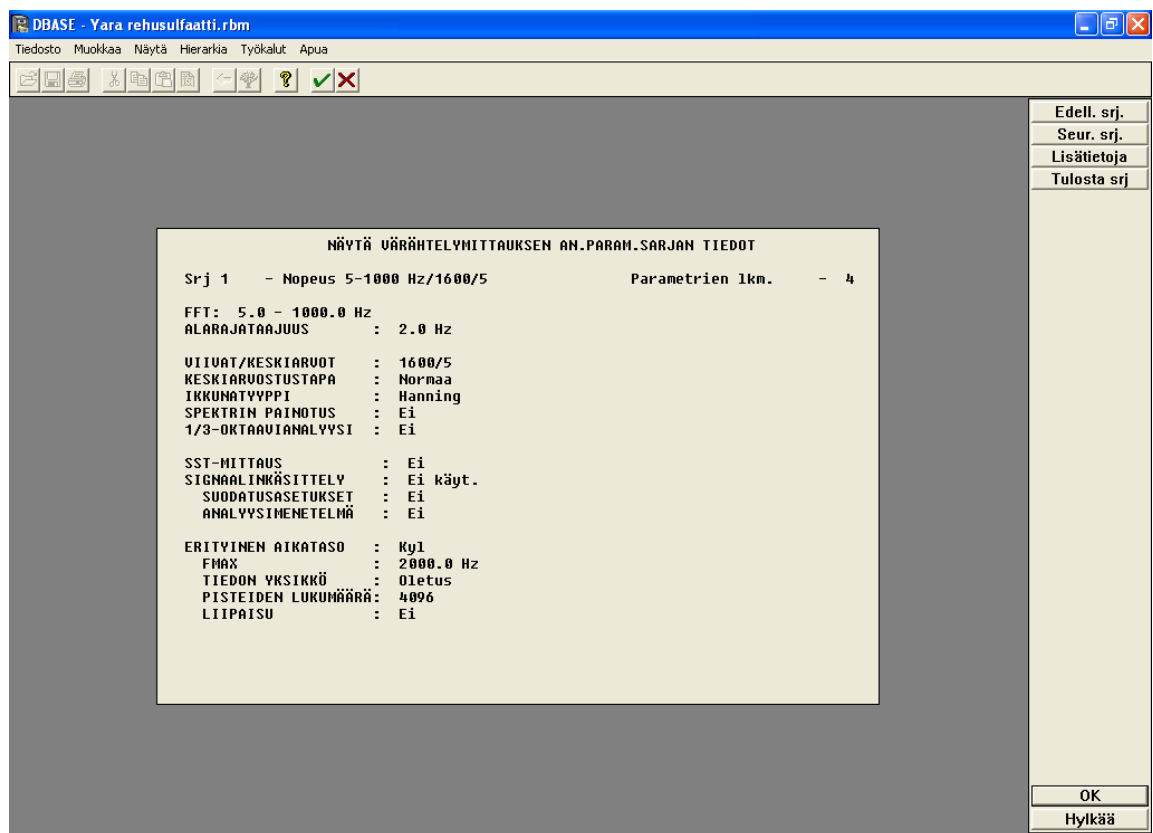 DBASE - Yara rehusulfaatti.rbm
Tiedosto Muokkaa Näytä Hierarkia Työkalut Apua
Edell. srj.
Seur. srj.
Lisätietoja
Tulosta srj
NÄYTÄ VÄRÄHTELYMITTAUKSEN AN.PARAM.SARJAN TIEDOT
Srj 1 - Nopeus 5-1000 Hz/1600/5 Parametrien lkm. - 4
FFT: 5.0 - 1000.0 Hz
ALARAJATAAJUUS : 2.0 Hz
VIIVAT/KESKIARVOT : 1600/5
KESKIARVOSTUSTAPA : Normaa
IKKUNATYYPPI : Hanning
SPEKTRIN PAINOTUS : Ei
1/3-OKTAAVIANALYYSI : Ei
SST-MITTAUS : Ei
SIGNAALINKÄSITTELY : Ei käyt.
SUODATUSASETUKSET : Ei
ANALYYSIMENETELMÄ : Ei
ERITYINEN AIKATASO : Kyl
FMAX : 2000.0 Hz
TIEDON YKSIKKÖ : Oletus
PISTEIDEN LUKUMÄÄRÄ: 4096
LIIPAISU : Ei
OK
Hylkää